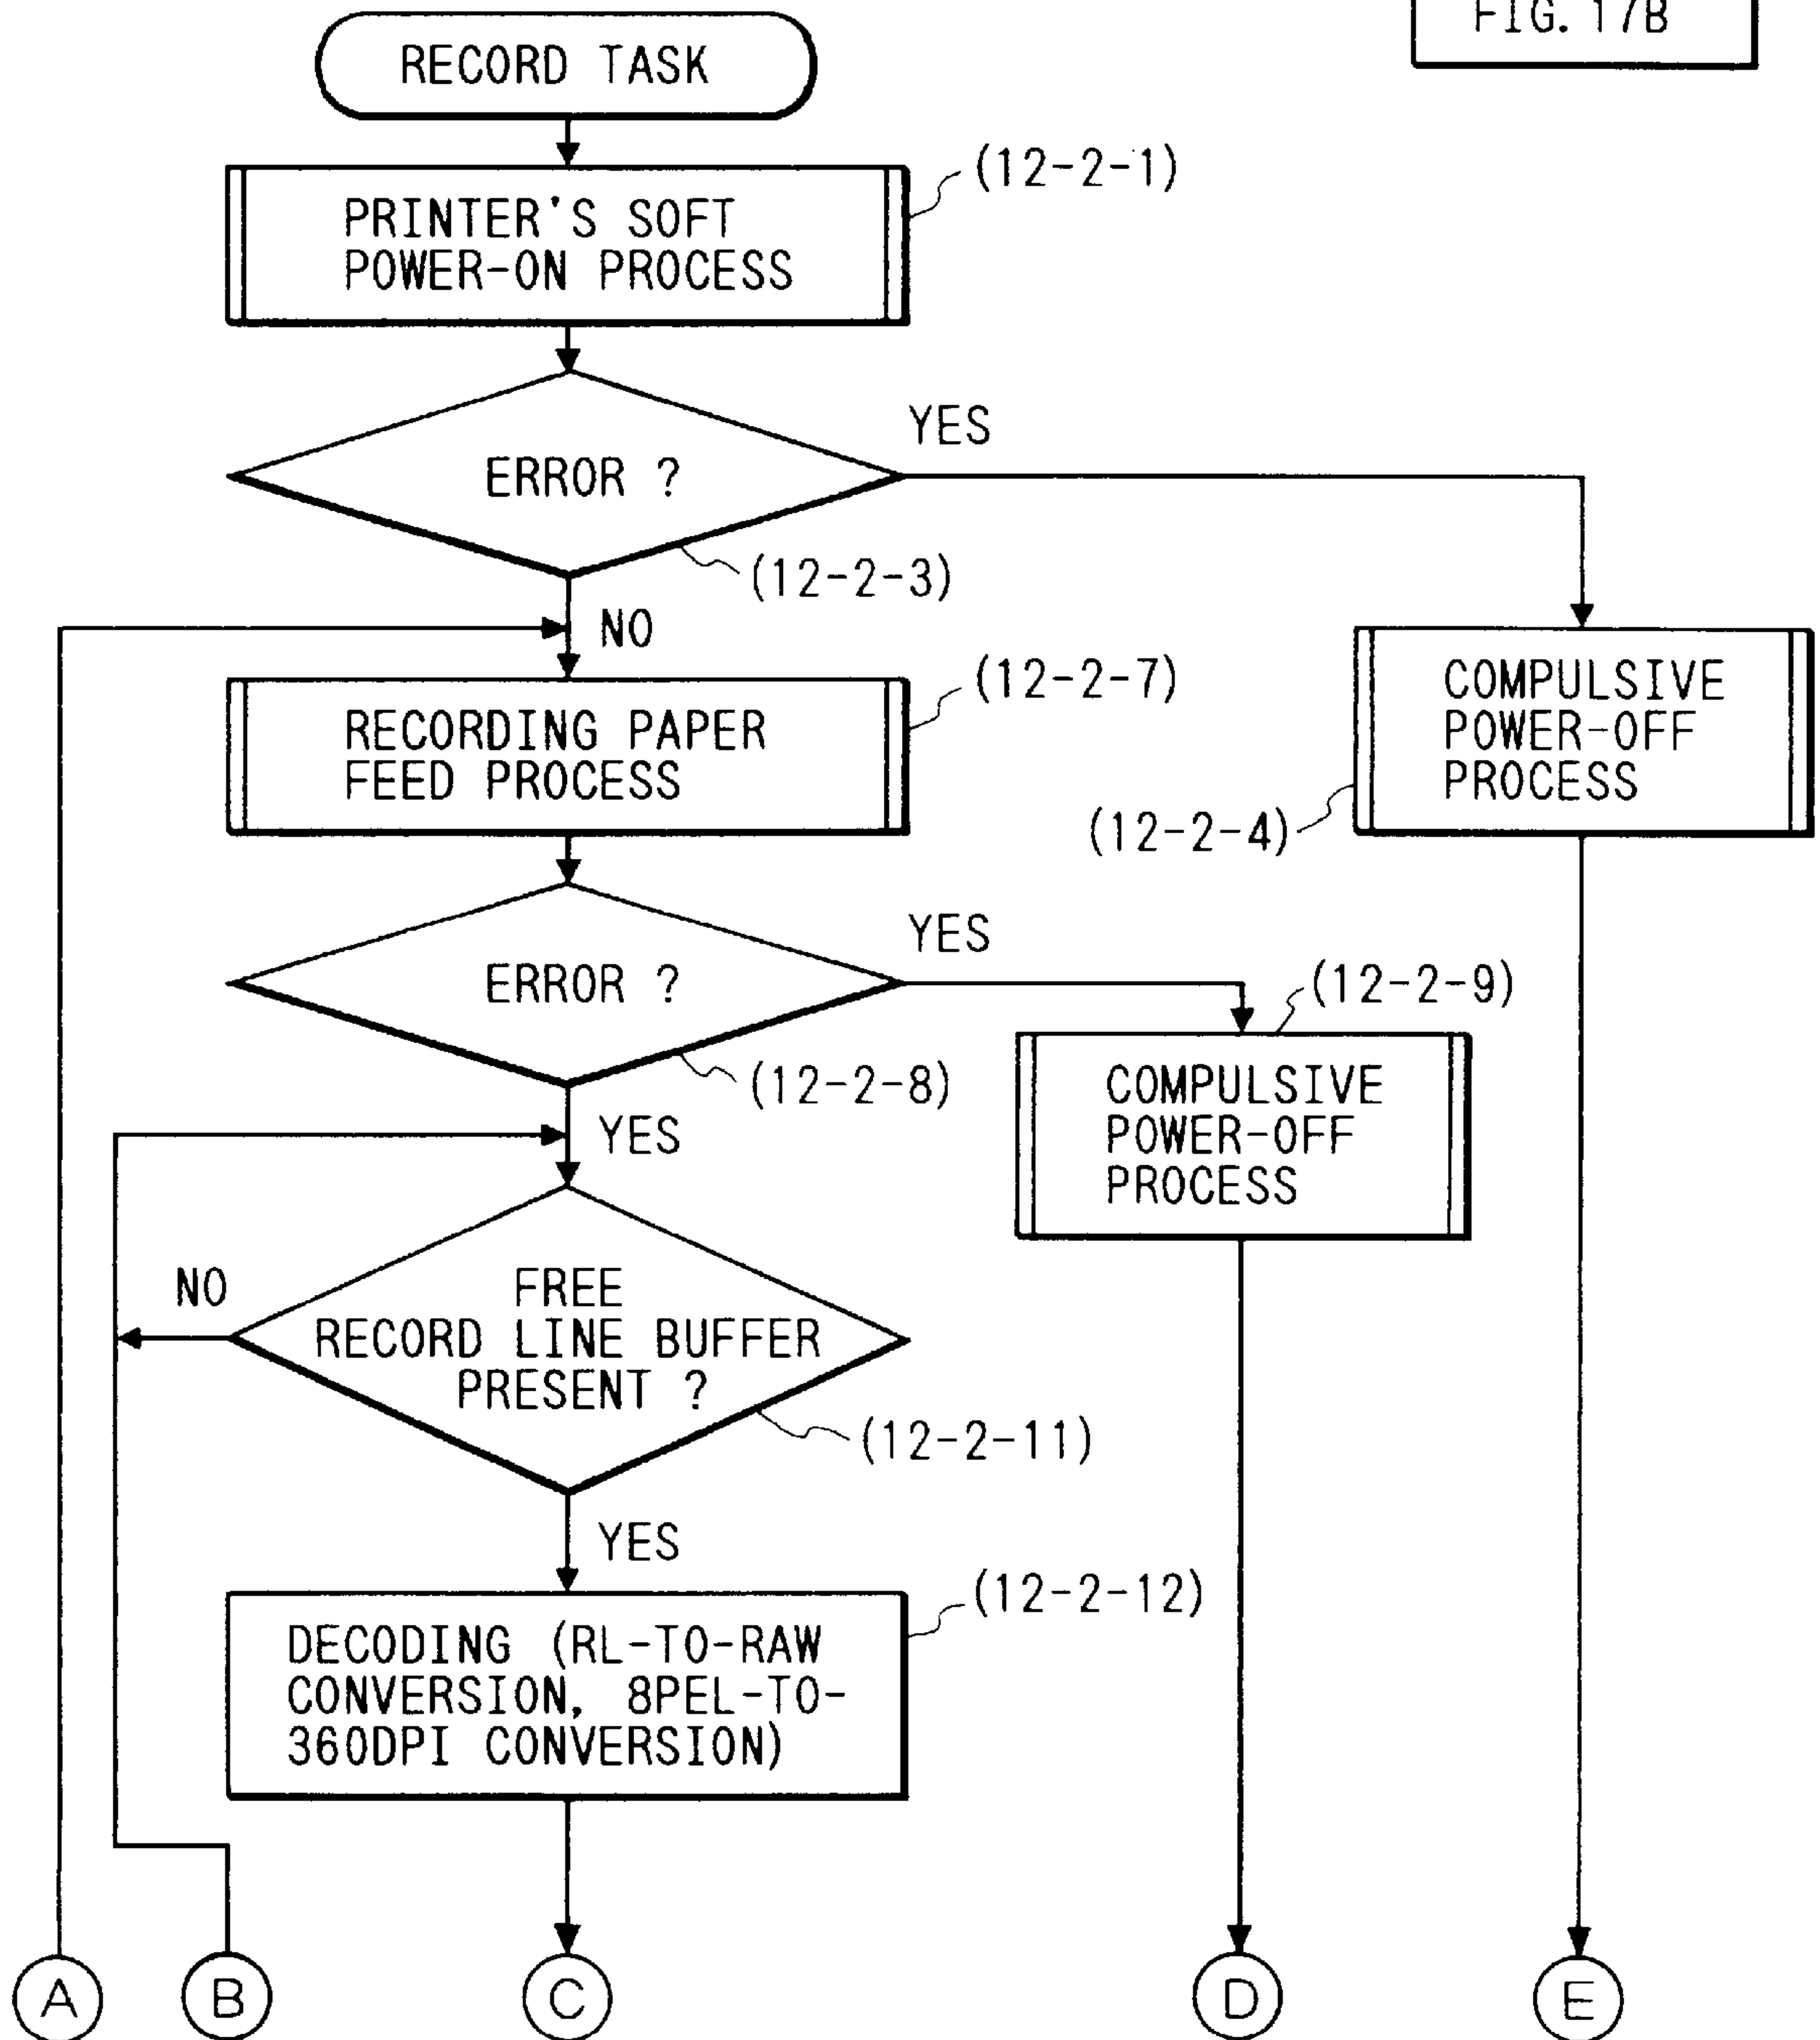 FIG. 17B
RECORD TASK
(12-2-1)
PRINTER'S SOFT
POWER-ON PROCESS
YES
ERROR ?
(12-2-3)
NO
(12-2-7)
RECORDING PAPER
FEED PROCESS
COMPULSIVE
POWER-OFF
PROCESS
(12-2-4)
YES
ERROR ?
(12-2-9)
(12-2-8)
COMPULSIVE
POWER-OFF
PROCESS
YES
NO
FREE
RECORD LINE BUFFER
PRESENT ?
(12-2-11)
YES
(12-2-12)
DECODING (RL-TO-RAW
CONVERSION, 8PEL-TO-
360DPI CONVERSION)
A
B
C
D
E